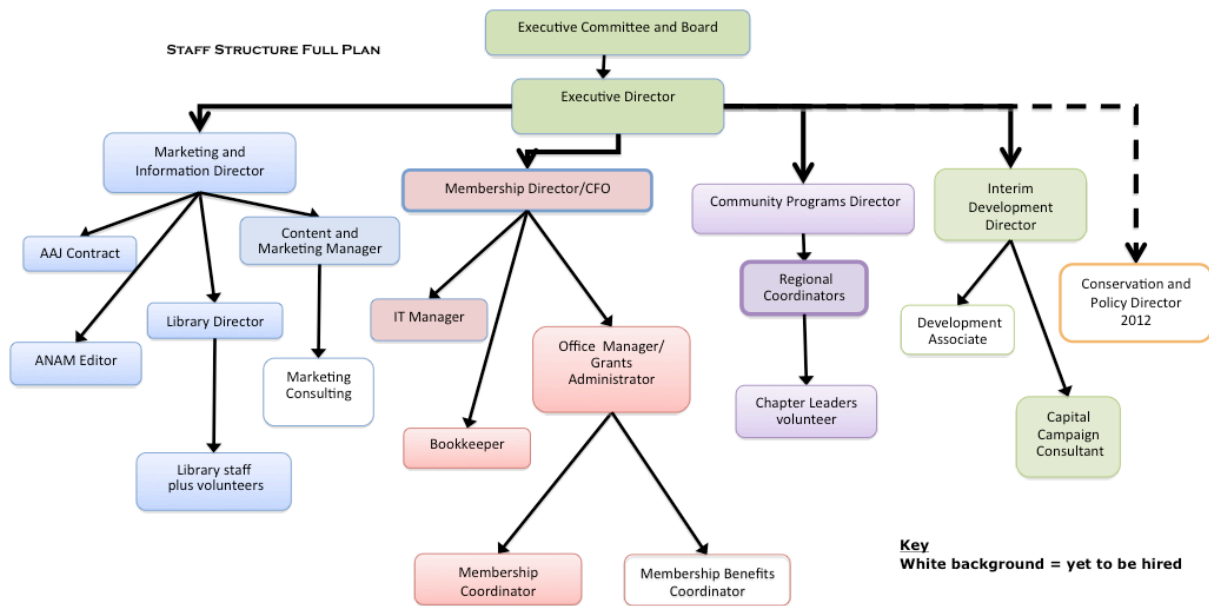 Executive Committee and Board
STAFF STRUCTURE FULL PLAN
Executive Director
Marketing and
Information Director
Membership Director/CFO
Community Programs Director
Interim
Development
Director
AAJ Contract
Content and
Marketing Manager
Regional
Coordinators
Conservation and
Policy Director
2012
IT Manager
Library Director
Development
Associate
ANAM Editor
Marketing
Consulting
Office Manager/
Grants
Administrator
Chapter Leaders
volunteer
Capital
Campaign
Consultant
Bookkeeper
Library staff
plus volunteers
Key
White background = yet to be hired
Membership
Coordinator
Membership Benefits
Coordinator